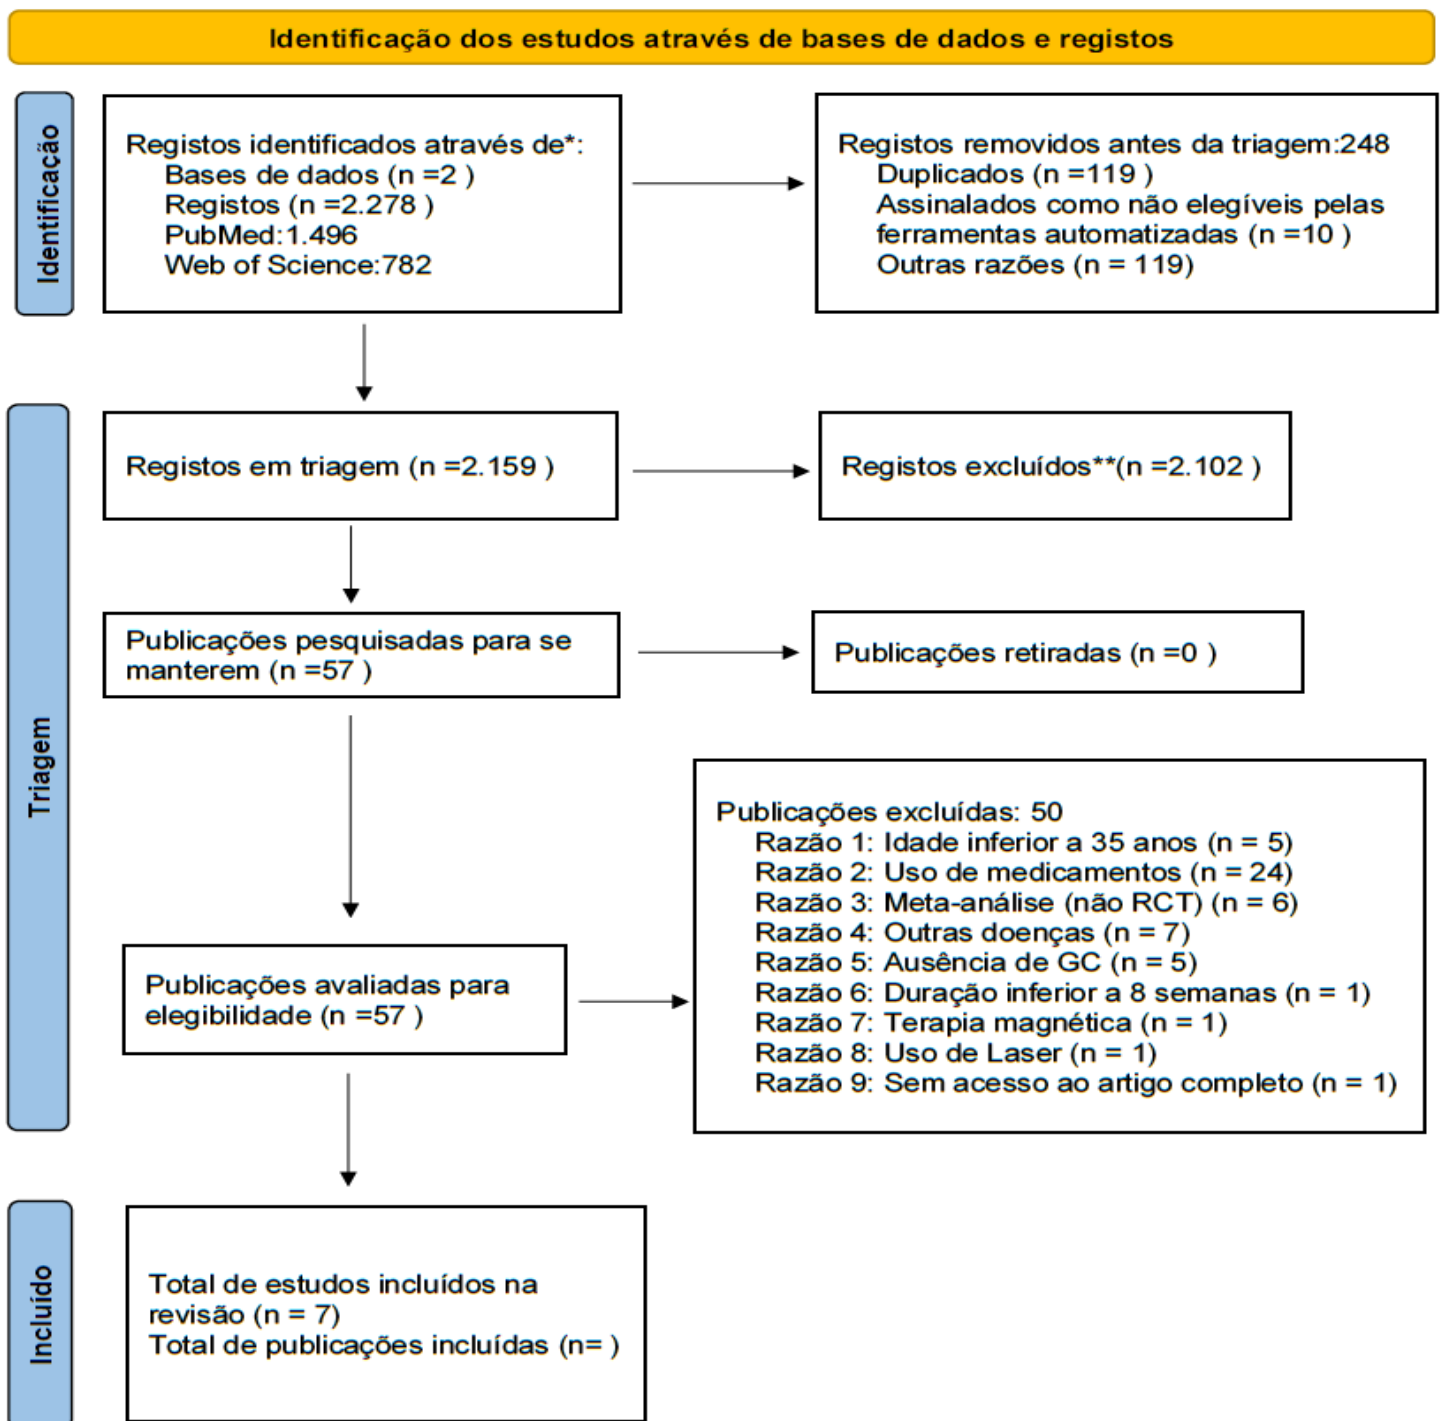 Identificação dos estudos através de bases de dados e registos
Identificação
Registos identificados através de*:
Bases de dados (n =2 )
Registos (n =2.278 )
PubMed:1.496
Web of Science:782
Registos removidos antes da triagem:248
Duplicados (n =119 )
Assinalados como não elegíveis pelas
ferramentas automatizadas (n =10 )
Outras razões (n = 119)
Triagem
Registos em triagem (n =2.159 )
Registos excluídos**(n =2.102 )
Publicações pesquisadas para se
manterem (n =57 )
Publicações retiradas (n =0 )
Publicações avaliadas para
elegibilidade (n =57 )
Publicações excluídas: 50
Razão 1: Idade inferior a 35 anos (n = 5)
Razão 2: Uso de medicamentos (n = 24)
Razão 3: Meta-análise (não RCT) (n = 6)
Razão 4: Outras doenças (n = 7)
Razão 5: Ausência de GC (n = 5)
Razão 6: Duração inferior a 8 semanas (n = 1)
Razão 7: Terapia magnética (n = 1)
Razão 8: Uso de Laser (n = 1)
Razão 9: Sem acesso ao artigo completo (n = 1)
Incluído
Total de estudos incluídos na
revisão (n = 7)
Total de publicações incluídas (n= )